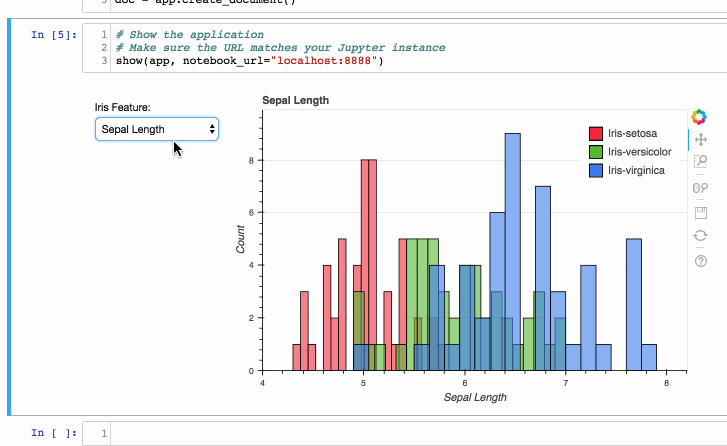 3 doc = app.create_document()
In [5]:
1 # Show the application
2 # Make sure the URL matches your Jupyter instance
3 show(app, notebook_url="localhost:8888")
Iris Feature:
Sepal Length
Sepal Length
Iris-setosa
Iris-versicolor
Iris-virginica
Count
8
6
4
2
0
4 5 6 7 8
Sepal Length
In [ ]:
1